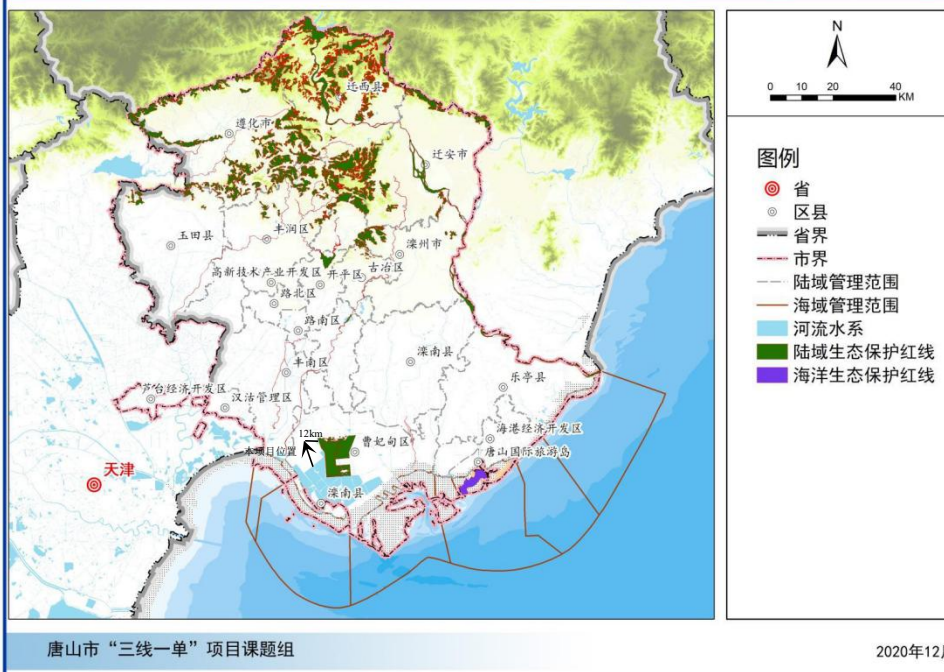 迁西县
遵化市
迁安市
玉田县
丰润区
滦州市
高新技术产业开发区
开平区
古冶区
路北区
路南区
滦南县
丰南区
乐亭县
芦台经济开发区
汉沽管理区
12km
海港经济开发区
曹妃甸区
本项目位置
唐山国际旅游岛
天津
滦南县
N
0 10 20 40
KM
图例
省
区县
省界
市界
陆域管理范围
海域管理范围
河流水系
陆域生态保护红线
海洋生态保护红线
唐山市“三线一单”项目课题组
2020年12月